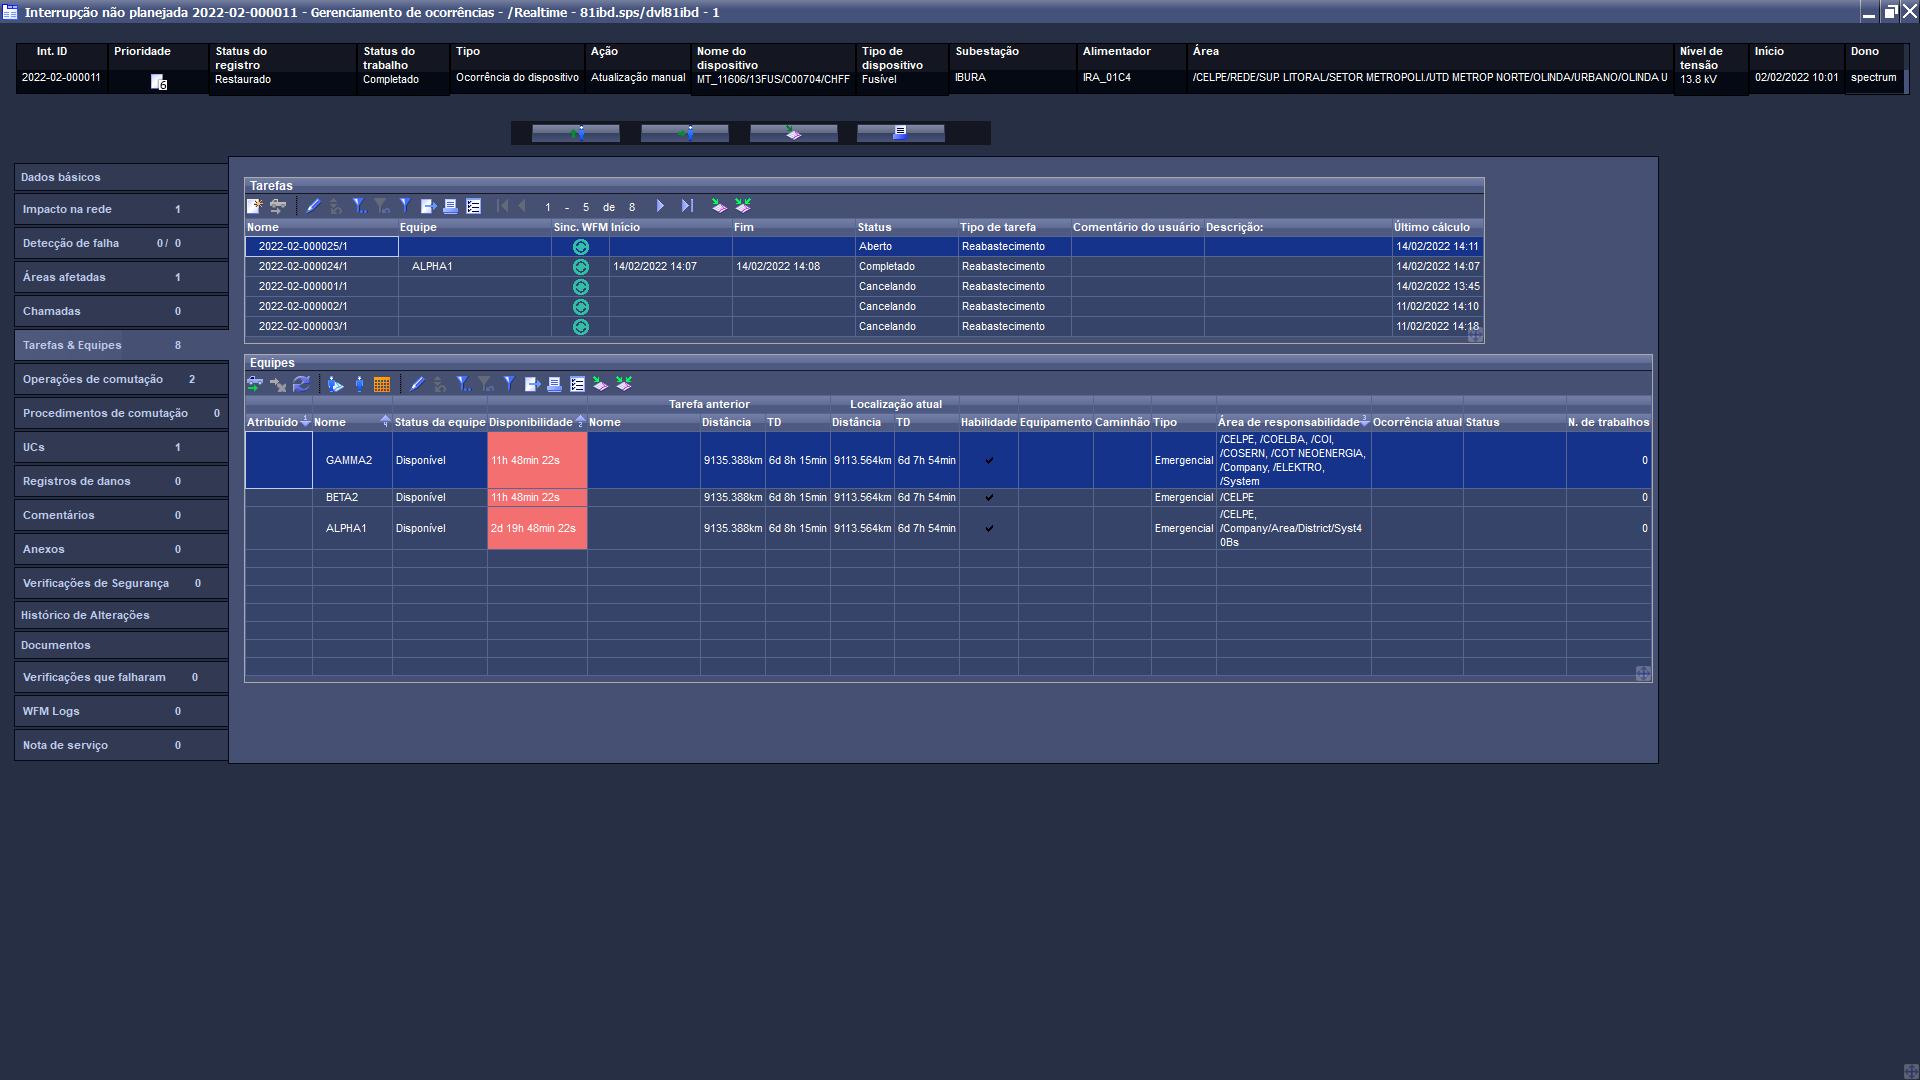 Interrupção não planejada 2022-02-000011 - Gerenciamento de ocorrências - /Realtime - 81ibd.sps/dvl81ibd - 1
Int. ID Prioridade Status do registro Status do trabalho Tipo Ação Nome do dispositivo Tipo de dispositivo Subestação Alimentador Área Nível de tensão Início Dono
2022-02-000011 6 Restaurado Completado Ocorrência do dispositivo Atualização manual MT_11606/13FUS/C00704/CHFF Fusível IBURA IRA_01C4 /CELPE/REDE/SUP. LITORAL/SETOR METROPOLI./UTD METROP NORTE/OLINDA/URBANO/OLINDA U 13.8 kV 02/02/2022 10:01 spectrum
Dados básicos
Impacto na rede 1
Detecção de falha 0 / 0
Áreas afetadas 1
Chamadas 0
Tarefas & Equipes 8
Operações de comutação 2
Procedimentos de comutação 0
UCs 1
Registros de danos 0
Comentários 0
Anexos 0
Verificações de Segurança 0
Histórico de Alterações
Documentos
Verificações que falharam 0
WFM Logs 0
Nota de serviço 0
Tarefas
1 - 5 de 8
Nome Equipe Sinc. WFM Início Fim Status Tipo de tarefa Comentário do usuário Descrição: Último cálculo
2022-02-000025/1 Aberto Reabastecimento 14/02/2022 14:11
2022-02-000024/1 ALPHA1 14/02/2022 14:07 14/02/2022 14:08 Completado Reabastecimento 14/02/2022 14:07
2022-02-000001/1 Cancelando Reabastecimento 14/02/2022 13:45
2022-02-000002/1 Cancelando Reabastecimento 11/02/2022 14:10
2022-02-000003/1 Cancelando Reabastecimento 11/02/2022 14:18
Equipes
Tarefa anterior Localização atual
Atribuído 1 Nome 4 Status da equipe Disponibilidade 2 Nome Distância TD Distância TD Habilidade Equipamento Caminhão Tipo Área de responsabilidade 3 Ocorrência atual Status N. de trabalhos
GAMMA2 Disponível 11h 48min 22s 9135.388km 6d 8h 15min 9113.564km 6d 7h 54min Emergencial /CELPE, /COELBA, /COI, /COSERN, /COT NEOENERGIA, /Company, /ELEKTRO, /System 0
BETA2 Disponível 11h 48min 22s 9135.388km 6d 8h 15min 9113.564km 6d 7h 54min Emergencial /CELPE 0
ALPHA1 Disponível 2d 19h 48min 22s 9135.388km 6d 8h 15min 9113.564km 6d 7h 54min Emergencial /CELPE, /Company/Area/District/Syst4 0Bs 0